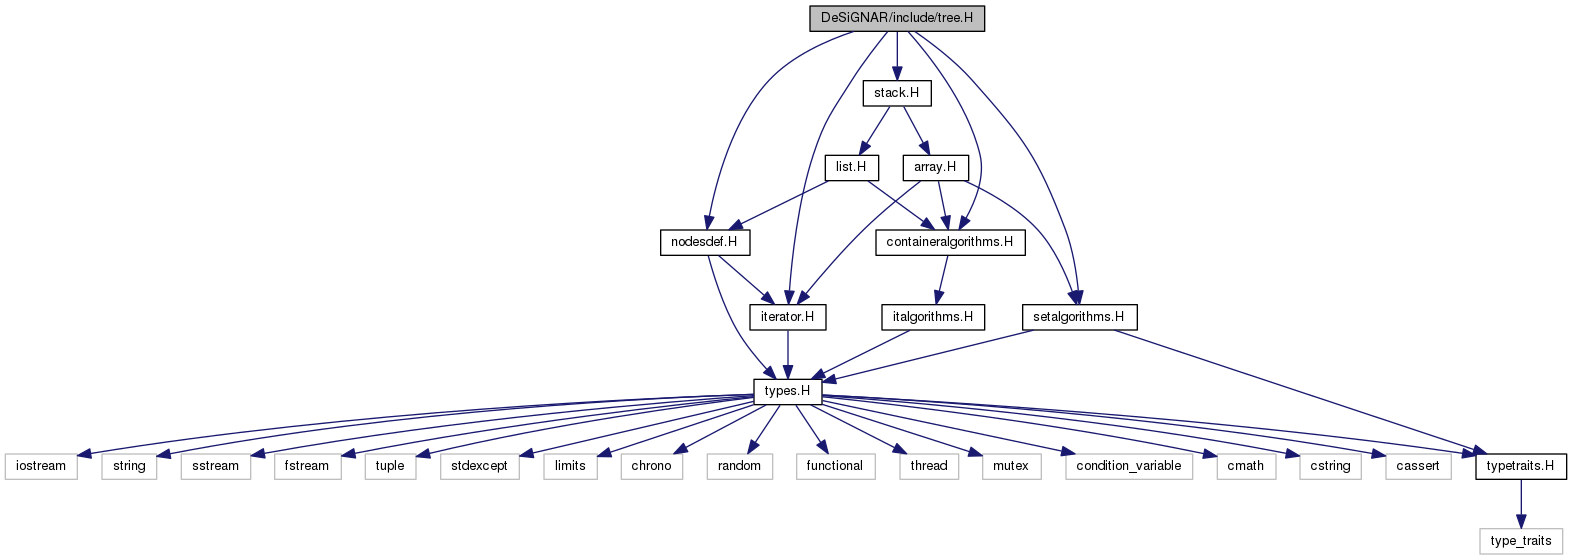 DeSiGNAR/include/tree.H
stack.H
list.H
array.H
nodesdef.H
containeralgorithms.H
iterator.H
italgorithms.H
setalgorithms.H
types.H
iostream
string
sstream
fstream
tuple
stdexcept
limits
chrono
random
functional
thread
mutex
condition_variable
cmath
cstring
cassert
typetraits.H
type_traits